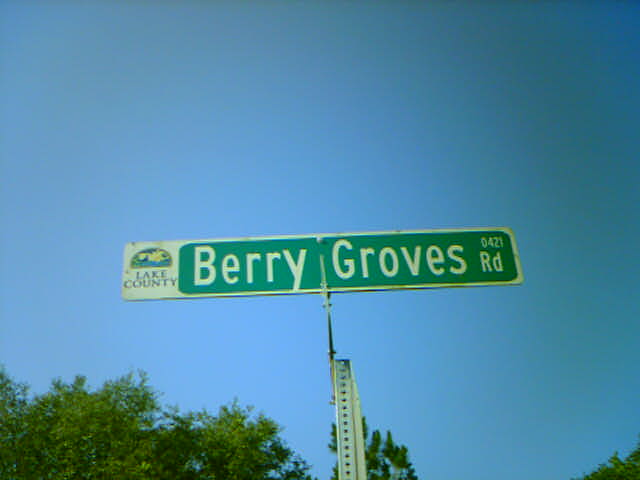 LAKE
COUNTY
Berry Groves Rd
0421